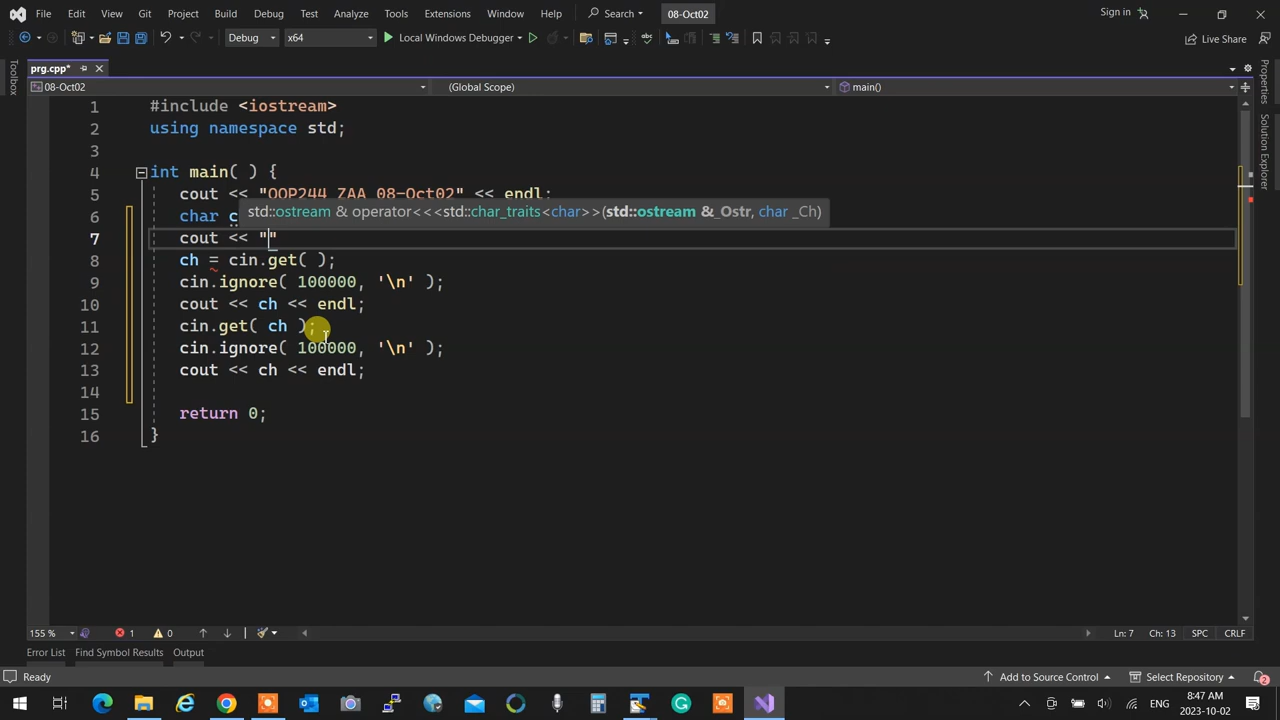 File Edit View Git Project Build Debug Test Analyze Tools Extensions Window Help Search 08-Oct02 Sign in
Debug x64 Local Windows Debugger Live Share
prg.cpp*
08-Oct02 (Global Scope) main()
Toolbox
Properties
Solution Explorer
1 #include <iostream>
2 using namespace std;
3
4 int main( ) {
5 cout << "OOP244 ZAA 08-Oct02" << endl;
6 char c
std::ostream & operator<<<std::char_traits<char>>(std::ostream &_Ostr, char _Ch)
7 cout << ""
8 ch = cin.get( );
9 cin.ignore( 100000, '\n' );
10 cout << ch << endl;
11 cin.get( ch );
12 cin.ignore( 100000, '\n' );
13 cout << ch << endl;
14
15 return 0;
16 }
155 % 1 0 Ln: 7 Ch: 13 SPC CRLF
Error List Find Symbol Results Output
Ready Add to Source Control Select Repository 2
ENG 8:47 AM
2023-10-02